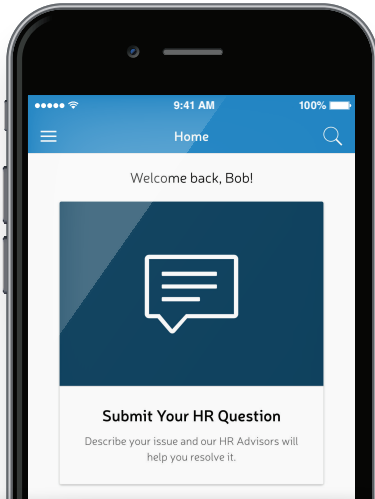 9:41 AM 100%
Home
Welcome back, Bob!
Submit Your HR Question
Describe your issue and our HR Advisors will
help you resolve it.